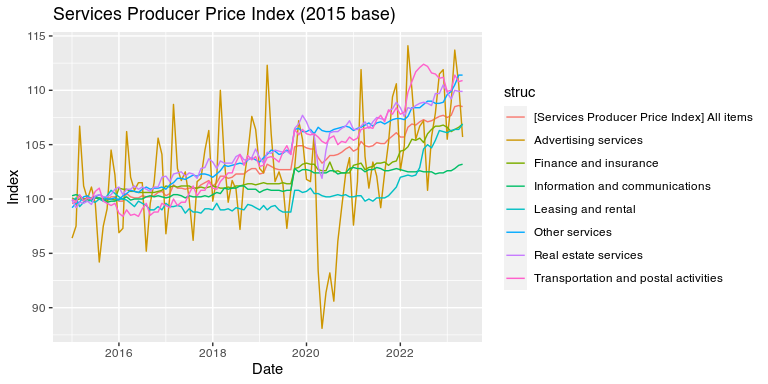 Services Producer Price Index (2015 base)
115
110
105
100
95
90
Index
2016
2018
2020
2022
Date
struc
[Services Producer Price Index] All items
Advertising services
Finance and insurance
Information and communications
Leasing and rental
Other services
Real estate services
Transportation and postal activities